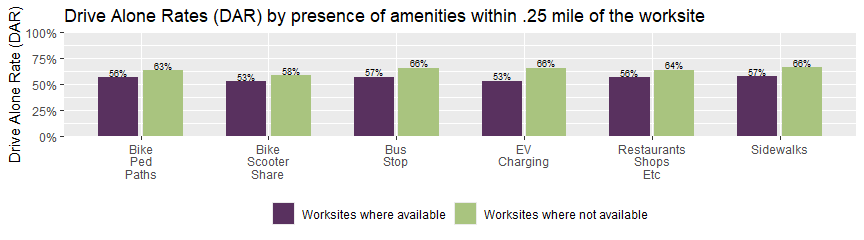 Drive Alone Rates (DAR) by presence of amenities within .25 mile of the worksite
Drive Alone Rate (DAR)
100%
75%
50%
25%
0%
56% 63% 53% 58% 57% 66% 53% 66% 56% 64% 57% 66%
Bike Ped Paths
Bike Scooter Share
Bus Stop
EV Charging
Restaurants Shops Etc
Sidewalks
Worksites where available Worksites where not available